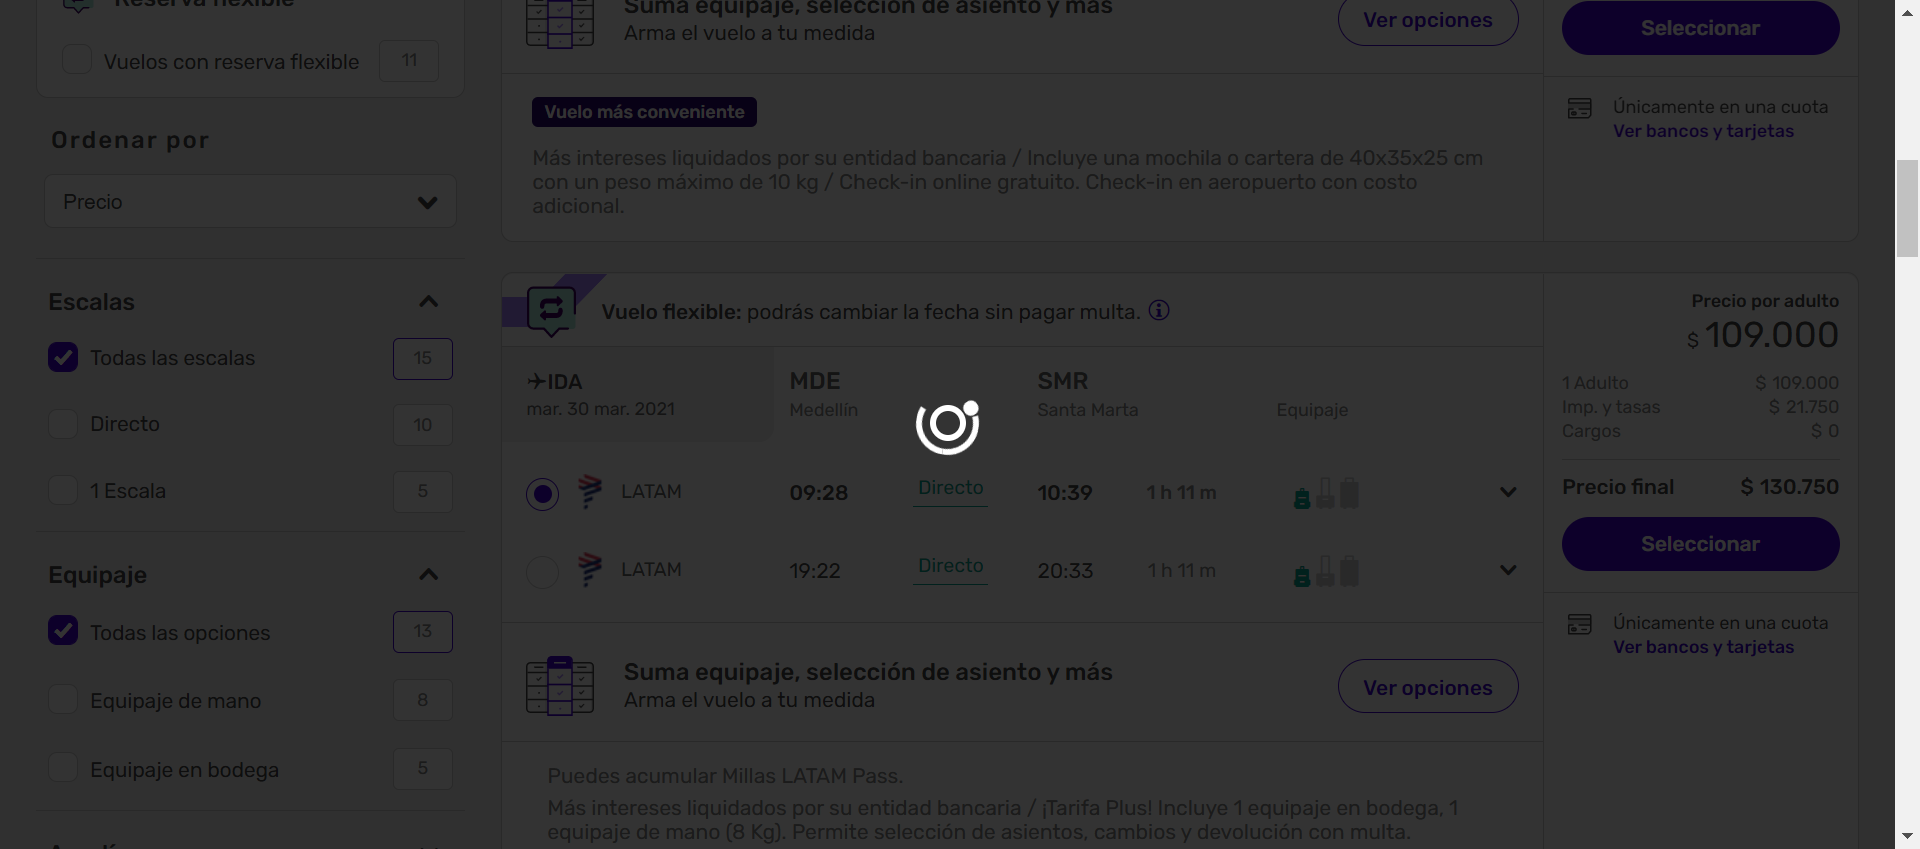 Reserva flexible
Vuelos con reserva flexible 11
Ordenar por
Precio
Escalas
Todas las escalas 15
Directo 10
1 Escala 5
Equipaje
Todas las opciones 13
Equipaje de mano 8
Equipaje en bodega 5
Suma equipaje, selección de asiento y más
Arma el vuelo a tu medida
Ver opciones
Vuelo más conveniente
Más intereses liquidados por su entidad bancaria / Incluye una mochila o cartera de 40x35x25 cm
con un peso máximo de 10 kg / Check-in online gratuito. Check-in en aeropuerto con costo
adicional.
Seleccionar
Únicamente en una cuota
Ver bancos y tarjetas
Vuelo flexible: podrás cambiar la fecha sin pagar multa.
IDA MDE SMR
mar. 30 mar. 2021 Medellín Santa Marta Equipaje
LATAM 09:28 Directo 10:39 1 h 11 m
LATAM 19:22 Directo 20:33 1 h 11 m
Suma equipaje, selección de asiento y más
Arma el vuelo a tu medida
Ver opciones
Puedes acumular Millas LATAM Pass.
Más intereses liquidados por su entidad bancaria / ¡Tarifa Plus! Incluye 1 equipaje en bodega, 1
equipaje de mano (8 Kg). Permite selección de asientos, cambios y devolución con multa.
Precio por adulto
$ 109.000
1 Adulto $ 109.000
Imp. y tasas $ 21.750
Cargos $ 0
Precio final $ 130.750
Seleccionar
Únicamente en una cuota
Ver bancos y tarjetas